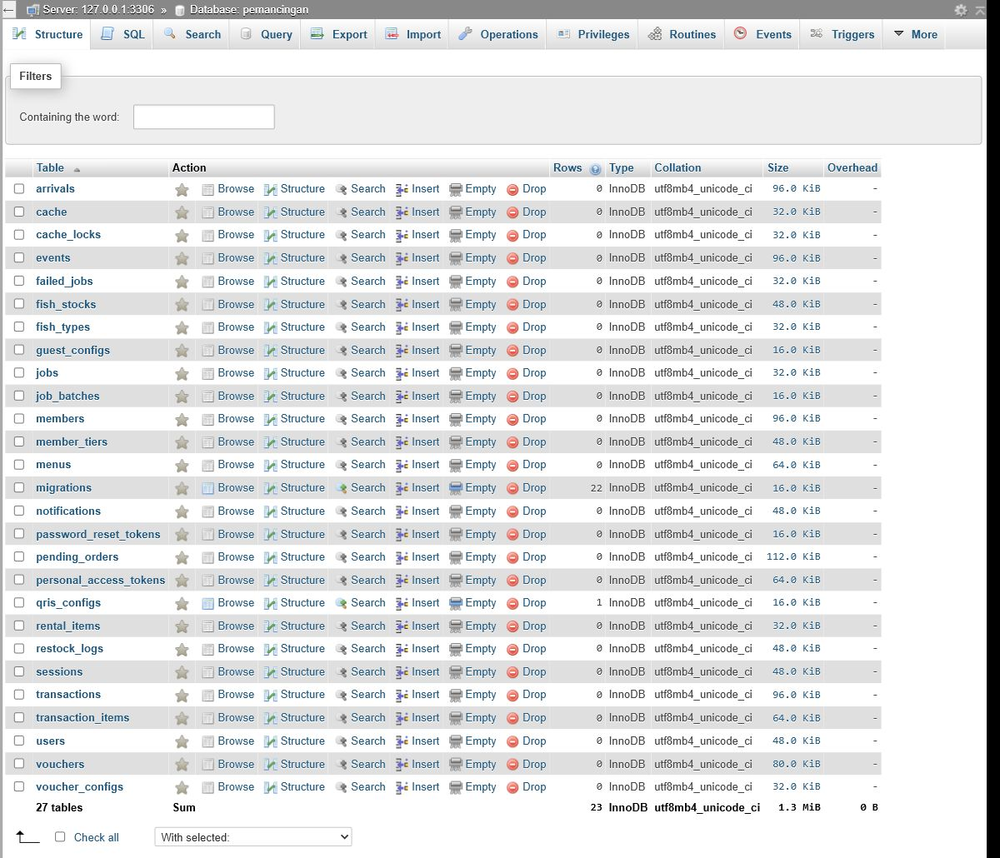 Server: 127.0.0.1:3306 » Database: pemancingan
Structure SQL Search Query Export Import Operations Privileges Routines Events Triggers More
Filters
Containing the word:
Table Action Rows Type Collation Size Overhead
arrivals Browse Structure Search Insert Empty Drop 0 InnoDB utf8mb4_unicode_ci 96.0 KiB -
cache Browse Structure Search Insert Empty Drop 0 InnoDB utf8mb4_unicode_ci 32.0 KiB -
cache_locks Browse Structure Search Insert Empty Drop 0 InnoDB utf8mb4_unicode_ci 32.0 KiB -
events Browse Structure Search Insert Empty Drop 0 InnoDB utf8mb4_unicode_ci 96.0 KiB -
failed_jobs Browse Structure Search Insert Empty Drop 0 InnoDB utf8mb4_unicode_ci 32.0 KiB -
fish_stocks Browse Structure Search Insert Empty Drop 0 InnoDB utf8mb4_unicode_ci 48.0 KiB -
fish_types Browse Structure Search Insert Empty Drop 0 InnoDB utf8mb4_unicode_ci 32.0 KiB -
guest_configs Browse Structure Search Insert Empty Drop 0 InnoDB utf8mb4_unicode_ci 16.0 KiB -
jobs Browse Structure Search Insert Empty Drop 0 InnoDB utf8mb4_unicode_ci 32.0 KiB -
job_batches Browse Structure Search Insert Empty Drop 0 InnoDB utf8mb4_unicode_ci 16.0 KiB -
members Browse Structure Search Insert Empty Drop 0 InnoDB utf8mb4_unicode_ci 96.0 KiB -
member_tiers Browse Structure Search Insert Empty Drop 0 InnoDB utf8mb4_unicode_ci 48.0 KiB -
menus Browse Structure Search Insert Empty Drop 0 InnoDB utf8mb4_unicode_ci 64.0 KiB -
migrations Browse Structure Search Insert Empty Drop 22 InnoDB utf8mb4_unicode_ci 16.0 KiB -
notifications Browse Structure Search Insert Empty Drop 0 InnoDB utf8mb4_unicode_ci 48.0 KiB -
password_reset_tokens Browse Structure Search Insert Empty Drop 0 InnoDB utf8mb4_unicode_ci 16.0 KiB -
pending_orders Browse Structure Search Insert Empty Drop 0 InnoDB utf8mb4_unicode_ci 112.0 KiB -
personal_access_tokens Browse Structure Search Insert Empty Drop 0 InnoDB utf8mb4_unicode_ci 64.0 KiB -
qris_configs Browse Structure Search Insert Empty Drop 1 InnoDB utf8mb4_unicode_ci 16.0 KiB -
rental_items Browse Structure Search Insert Empty Drop 0 InnoDB utf8mb4_unicode_ci 32.0 KiB -
restock_logs Browse Structure Search Insert Empty Drop 0 InnoDB utf8mb4_unicode_ci 48.0 KiB -
sessions Browse Structure Search Insert Empty Drop 0 InnoDB utf8mb4_unicode_ci 48.0 KiB -
transactions Browse Structure Search Insert Empty Drop 0 InnoDB utf8mb4_unicode_ci 96.0 KiB -
transaction_items Browse Structure Search Insert Empty Drop 0 InnoDB utf8mb4_unicode_ci 64.0 KiB -
users Browse Structure Search Insert Empty Drop 0 InnoDB utf8mb4_unicode_ci 48.0 KiB -
vouchers Browse Structure Search Insert Empty Drop 0 InnoDB utf8mb4_unicode_ci 80.0 KiB -
voucher_configs Browse Structure Search Insert Empty Drop 0 InnoDB utf8mb4_unicode_ci 32.0 KiB -
27 tables Sum 23 InnoDB utf8mb4_unicode_ci 1.3 MiB 0 B
Check all With selected: